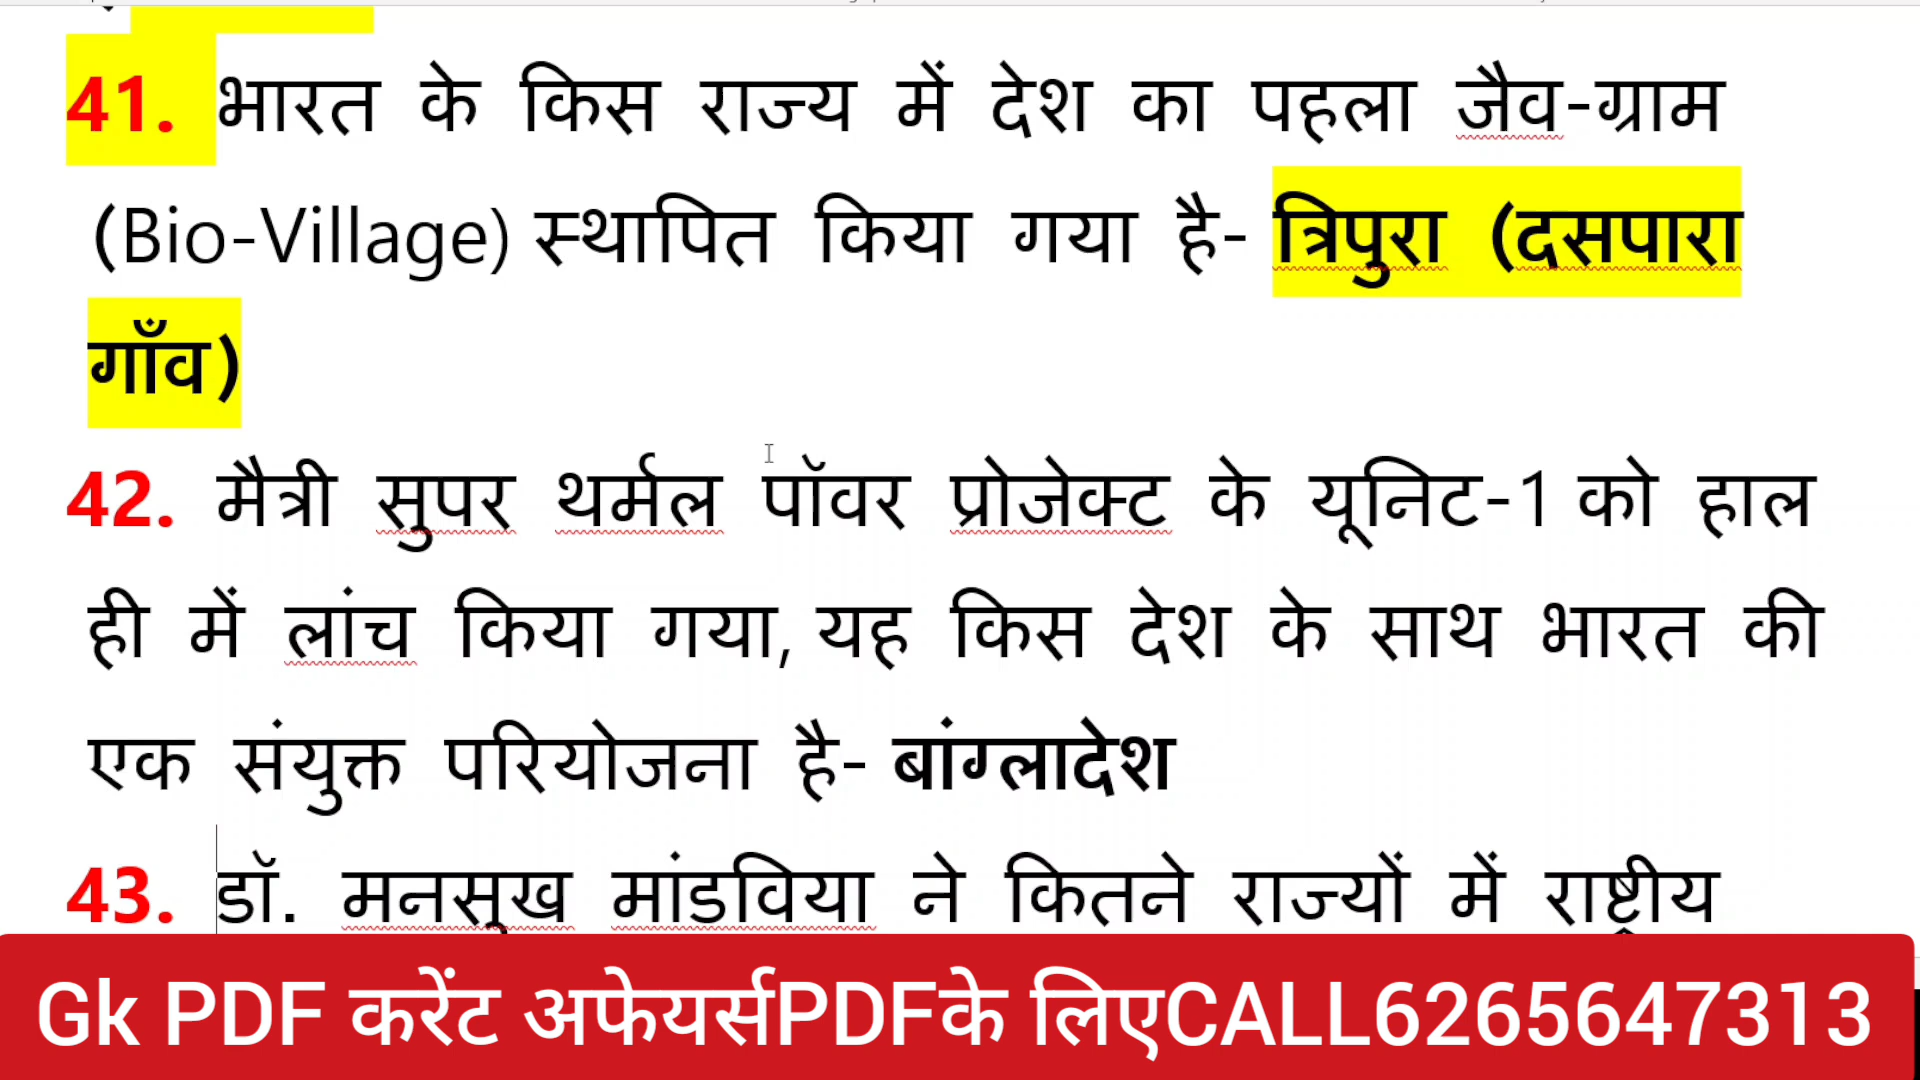 41. भारत के किस राज्य में देश का पहला जैव-ग्राम
(Bio-Village) स्थापित किया गया है- त्रिपुरा (दसपारा
गाँव)
42. मैत्री सुपर थर्मल पॉवर प्रोजेक्ट के यूनिट-1 को हाल
ही में लांच किया गया, यह किस देश के साथ भारत की
एक संयुक्त परियोजना है- बांग्लादेश
43. डॉ. मनसुख मांडविया ने कितने राज्यों में राष्ट्रीय
Gk PDF करेंट अफेयर्सPDFके लिएCALL6265647313